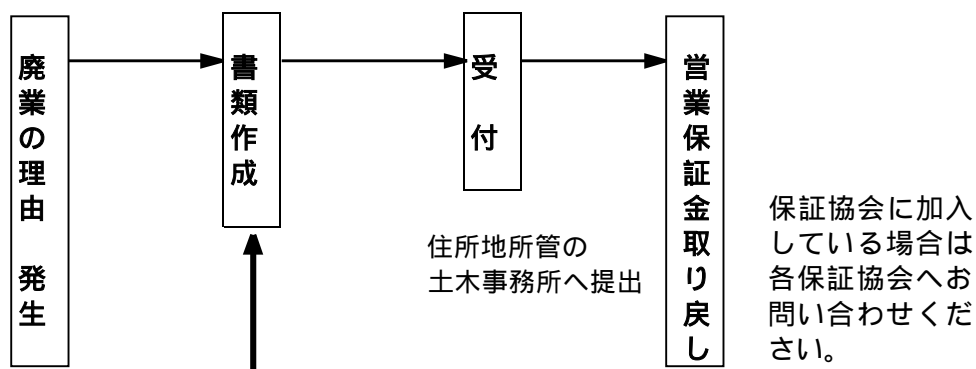 廃業の理由 発生
書類作成
受 付
営業保証金取り戻し
住所地所管の
土木事務所へ提出
保証協会に加入
している場合は
各保証協会へお
問い合わせくだ
さい。